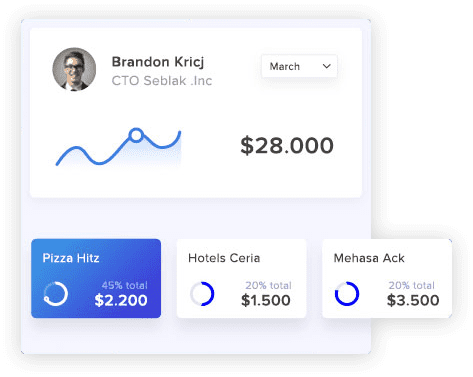 Brandon Kricj
CTO Seblak .Inc
March
$28.000
Pizza Hitz
45% total
$2.200
Hotels Ceria
20% total
$1.500
Mehasa Ack
20% total
$3.500